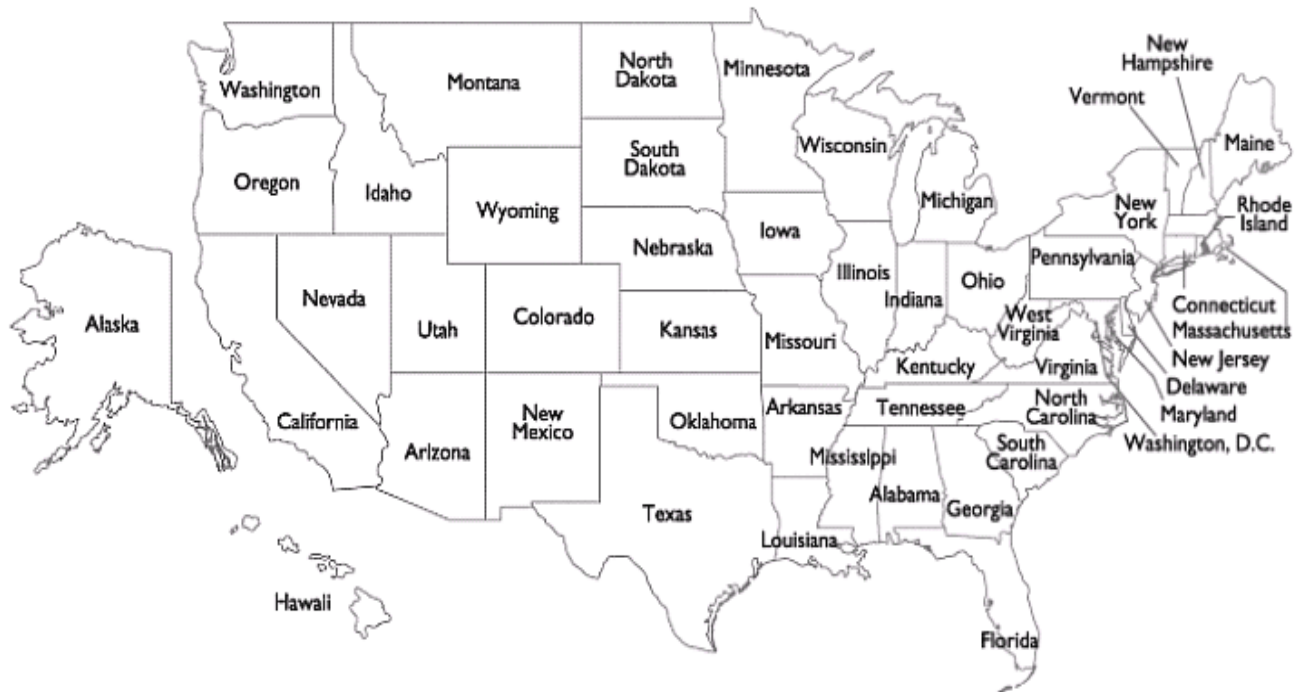 New
Hampshire
Vermont
Washington
Montana
North
Dakota
Minnesota
Maine
Oregon
Idaho
Wyoming
South
Dakota
Wisconsin
Michigan
New
York
Rhode
Island
Nebraska
Iowa
Illinois
Indiana
Ohio
Pennsylvania
Nevada
Utah
Colorado
Kansas
Missouri
West
Virginia
Kentucky
Virginia
Connecticut
Massachusetts
New Jersey
Delaware
Maryland
Washington, D.C.
Alaska
California
Arizona
New
Mexico
Oklahoma
Arkansas
Tennessee
North
Carolina
South
Carolina
Mississippi
Alabama
Georgia
Texas
Louisiana
Hawaii
Florida